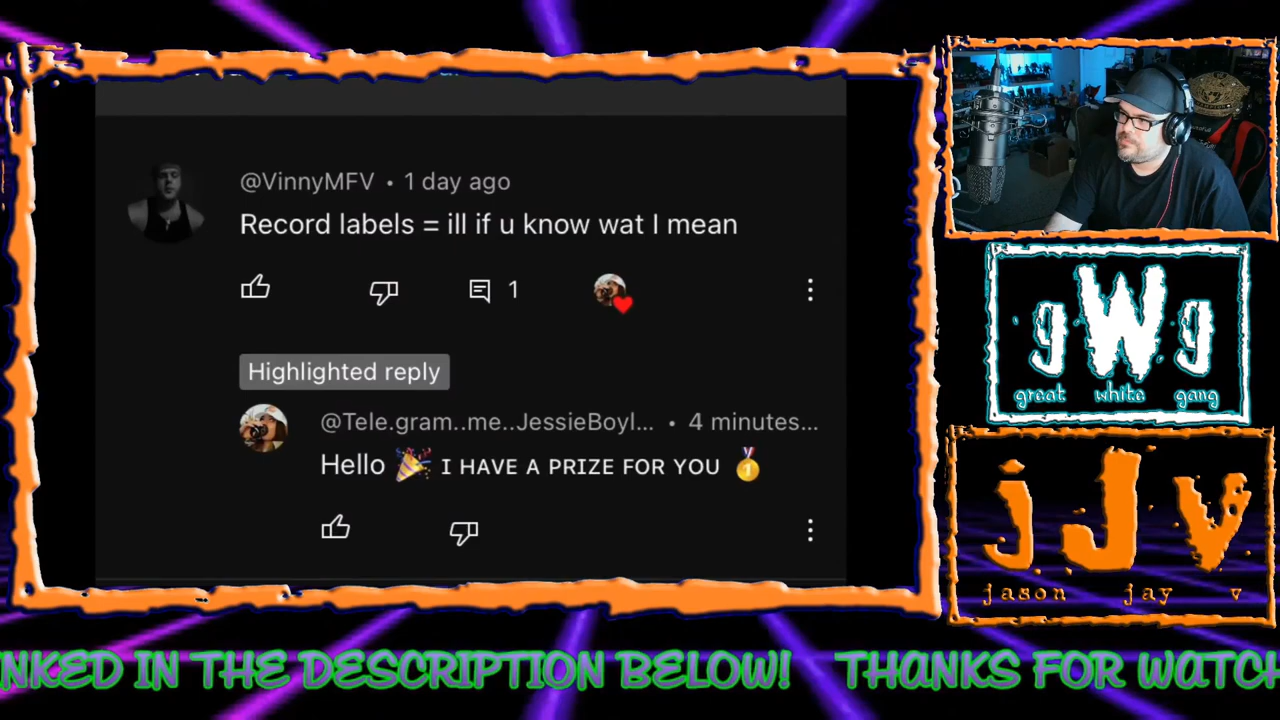 @VinnyMFV • 1 day ago
Record labels = ill if u know wat I mean
1
Highlighted reply
@Tele.gram..me..JessieBoyl... • 4 minutes...
Hello 🎉 I HAVE A PRIZE FOR YOU 🏅
gWg
great white gang
jJv
jason jay v
NKED IN THE DESCRIPTION BELOW! THANKS FOR WATCH